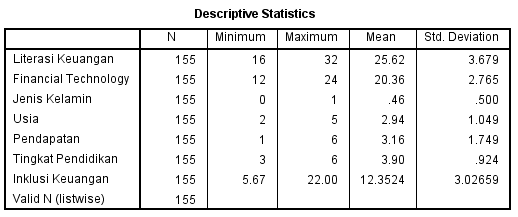 Descriptive Statistics
N Minimum Maximum Mean Std. Deviation
Literasi Keuangan 155 16 32 25.62 3.679
Financial Technology 155 12 24 20.36 2.765
Jenis Kelamin 155 0 1 .46 .500
Usia 155 2 5 2.94 1.049
Pendapatan 155 1 6 3.16 1.749
Tingkat Pendidikan 155 3 6 3.90 .924
Inklusi Keuangan 155 5.67 22.00 12.3524 3.02659
Valid N (listwise) 155